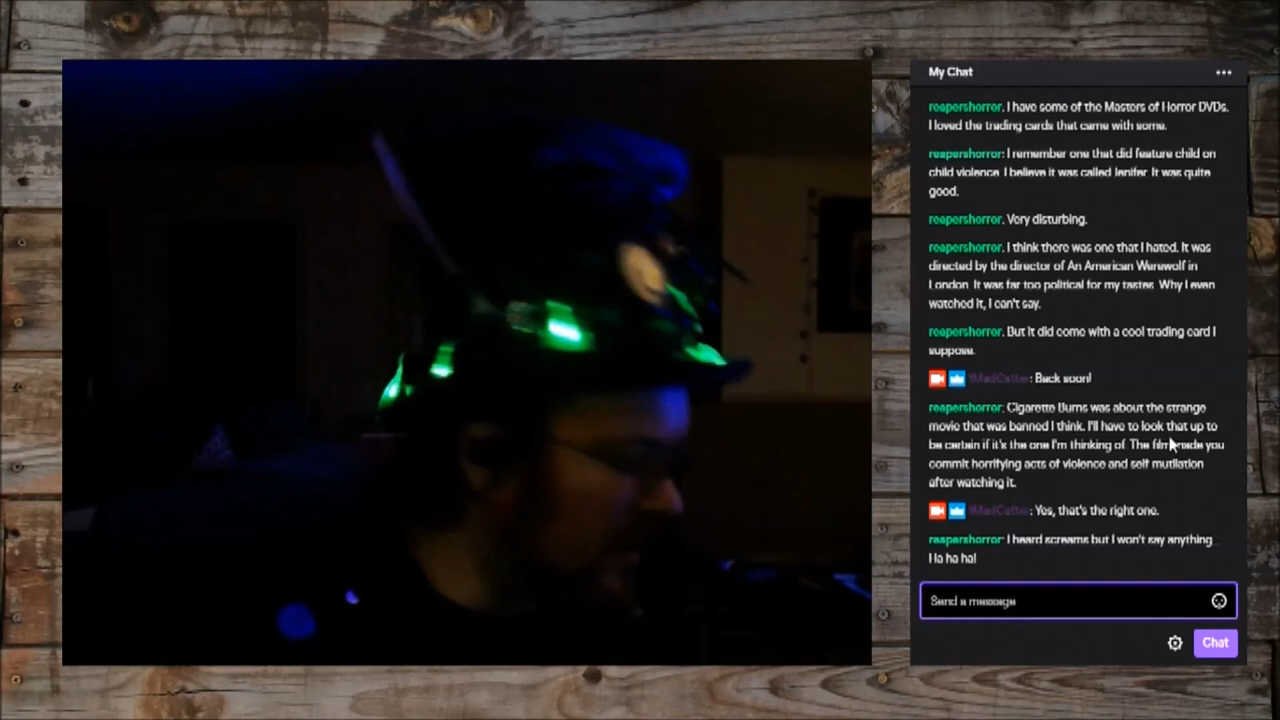 My Chat
reapershorror: I have some of the Masters of Horror DVDs.
I loved the trading cards that came with some.
reapershorror: I remember one that did feature child on
child violence. I believe it was called Jenifer. It was quite
good.
reapershorror: Very disturbing.
reapershorror: I think there was one that I hated. It was
directed by the director of An American Werewolf in
London. It was far too political for my tastes. Why I even
watched it, I can't say.
reapershorror: But it did come with a cool trading card I
suppose.
1MadCatter: Back soon!
reapershorror: Cigarette Burns was about the strange
movie that was banned I think. I'll have to look that up to
be certain if it's the one I'm thinking of. The film made you
commit horrifying acts of violence and self mutilation
after watching it.
1MadCatter: Yes, that's the right one.
reapershorror: I heard screams but I won't say anything...
Ha ha ha!
Send a message
Chat